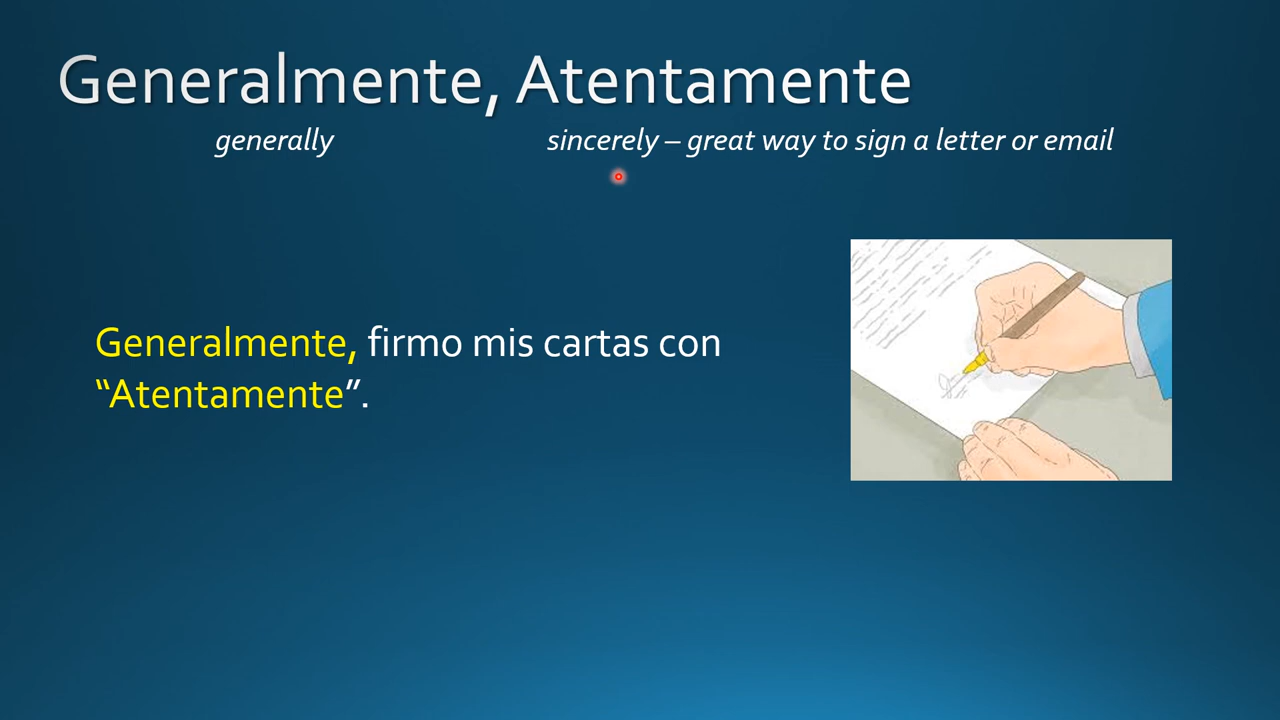 Generalmente, Atentamente
generally sincerely – great way to sign a letter or email
Generalmente, firmo mis cartas con
“Atentamente”.